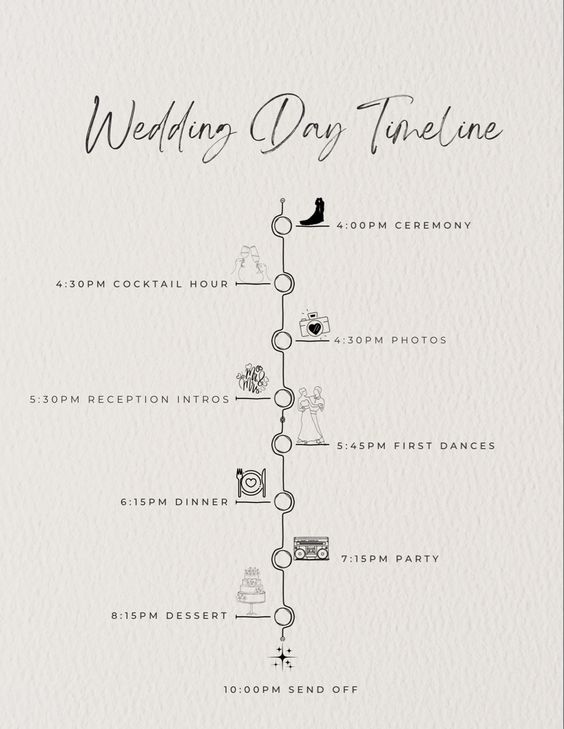 Wedding Day Timeline
4:00PM CEREMONY
4:30PM COCKTAIL HOUR
4:30PM PHOTOS
5:30PM RECEPTION INTROS
5:45PM FIRST DANCES
6:15PM DINNER
7:15PM PARTY
8:15PM DESSERT
10:00PM SEND OFF